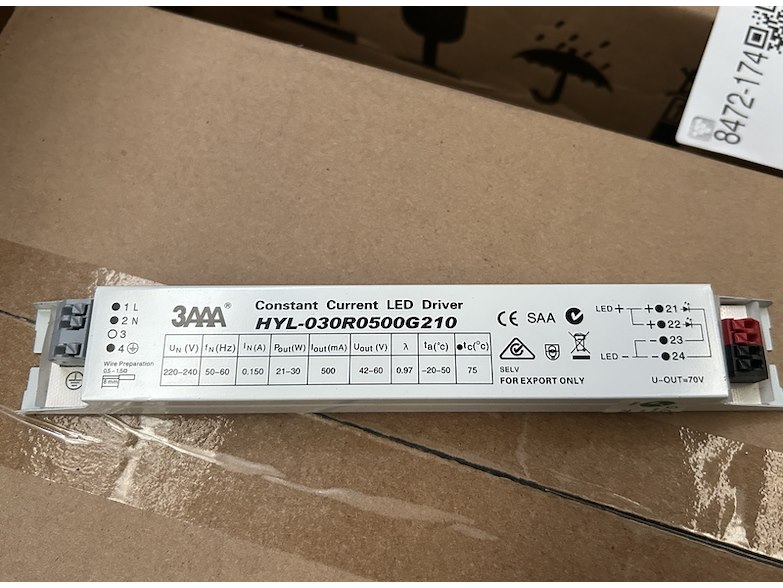 8472-174
1 L
2 N
3
4
Wire Preparation
0.5 - 1.5
8 mm
3AAA®
Constant Current LED Driver
HYL-030R0500G210
UN (V) fN (Hz) IN (A) Pout(W) Iout(mA) Uout (V) λ ta(°c) tc(°c)
220-240 50-60 0.150 21-30 500 42-60 0.97 -20-50 75
CE SAA
SELV
FOR EXPORT ONLY
LED + + 21
+ 22
- 23
LED - - 24
U-OUT=70V